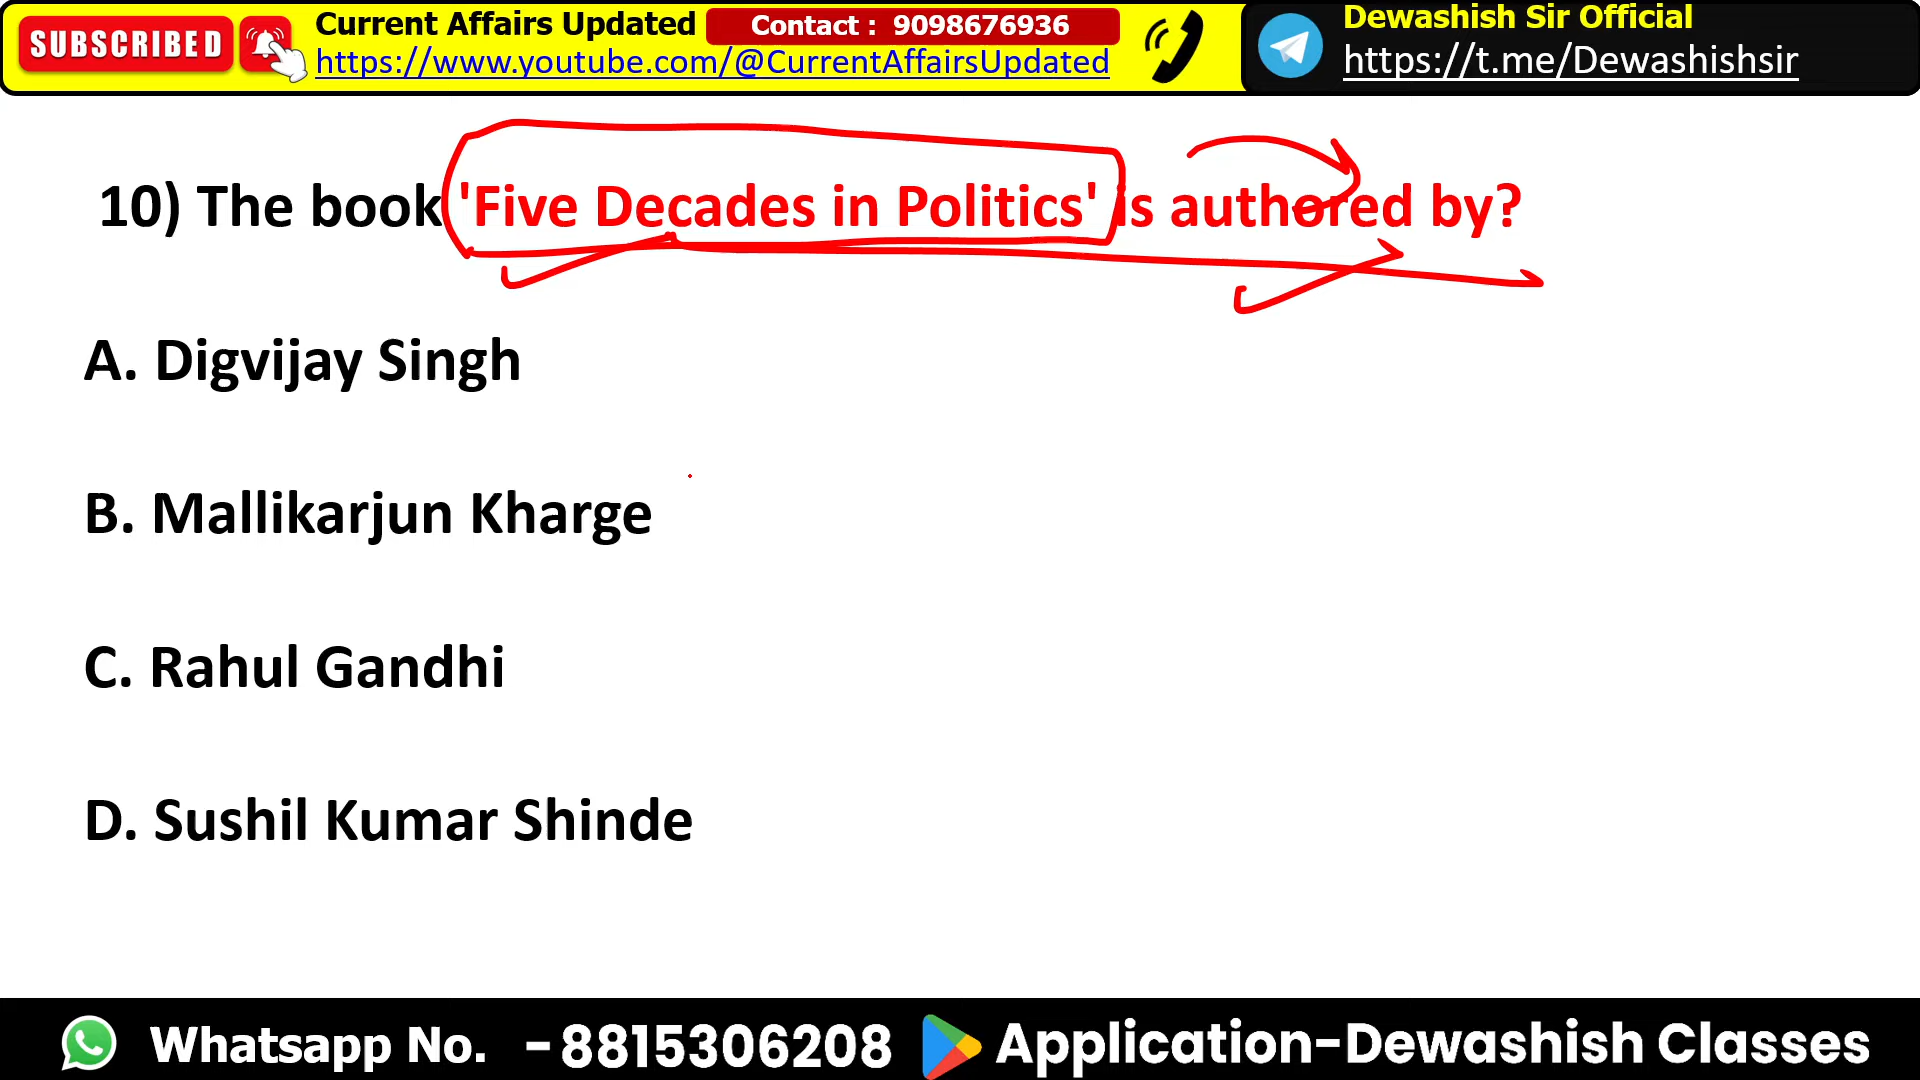 SUBSCRIBED
Current Affairs Updated
Contact : 9098676936
https://www.youtube.com/@CurrentAffairsUpdated
Dewashish Sir Official
https://t.me/Dewashishsir
10) The book 'Five Decades in Politics' is authored by?
A. Digvijay Singh
B. Mallikarjun Kharge
C. Rahul Gandhi
D. Sushil Kumar Shinde
Whatsapp No. -8815306208
Application-Dewashish Classes